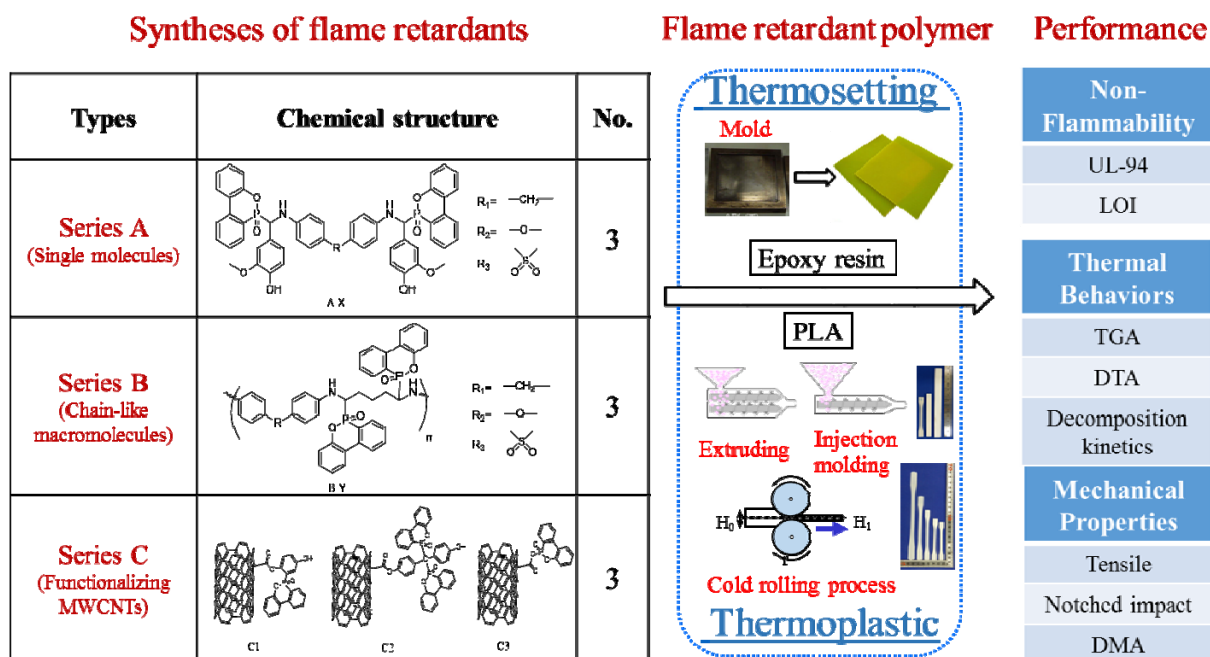 Syntheses of flame retardants
Flame retardant polymer
Performance
Types
Chemical structure
No.
Series A
(Single molecules)
R1= —CH2—
R2= —O—
R3
A X
3
Series B
(Chain-like
macromolecules)
R1= —CH2—
R2= —O—
R3
n
B Y
3
Series C
(Functionalizing
MWCNTs)
C1
C2
C3
3
Thermosetting
Mold
Epoxy resin
PLA
Extruding
Injection
molding
H0
H1
Cold rolling process
Thermoplastic
Non-
Flammability
UL-94
LOI
Thermal
Behaviors
TGA
DTA
Decomposition
kinetics
Mechanical
Properties
Tensile
Notched impact
DMA